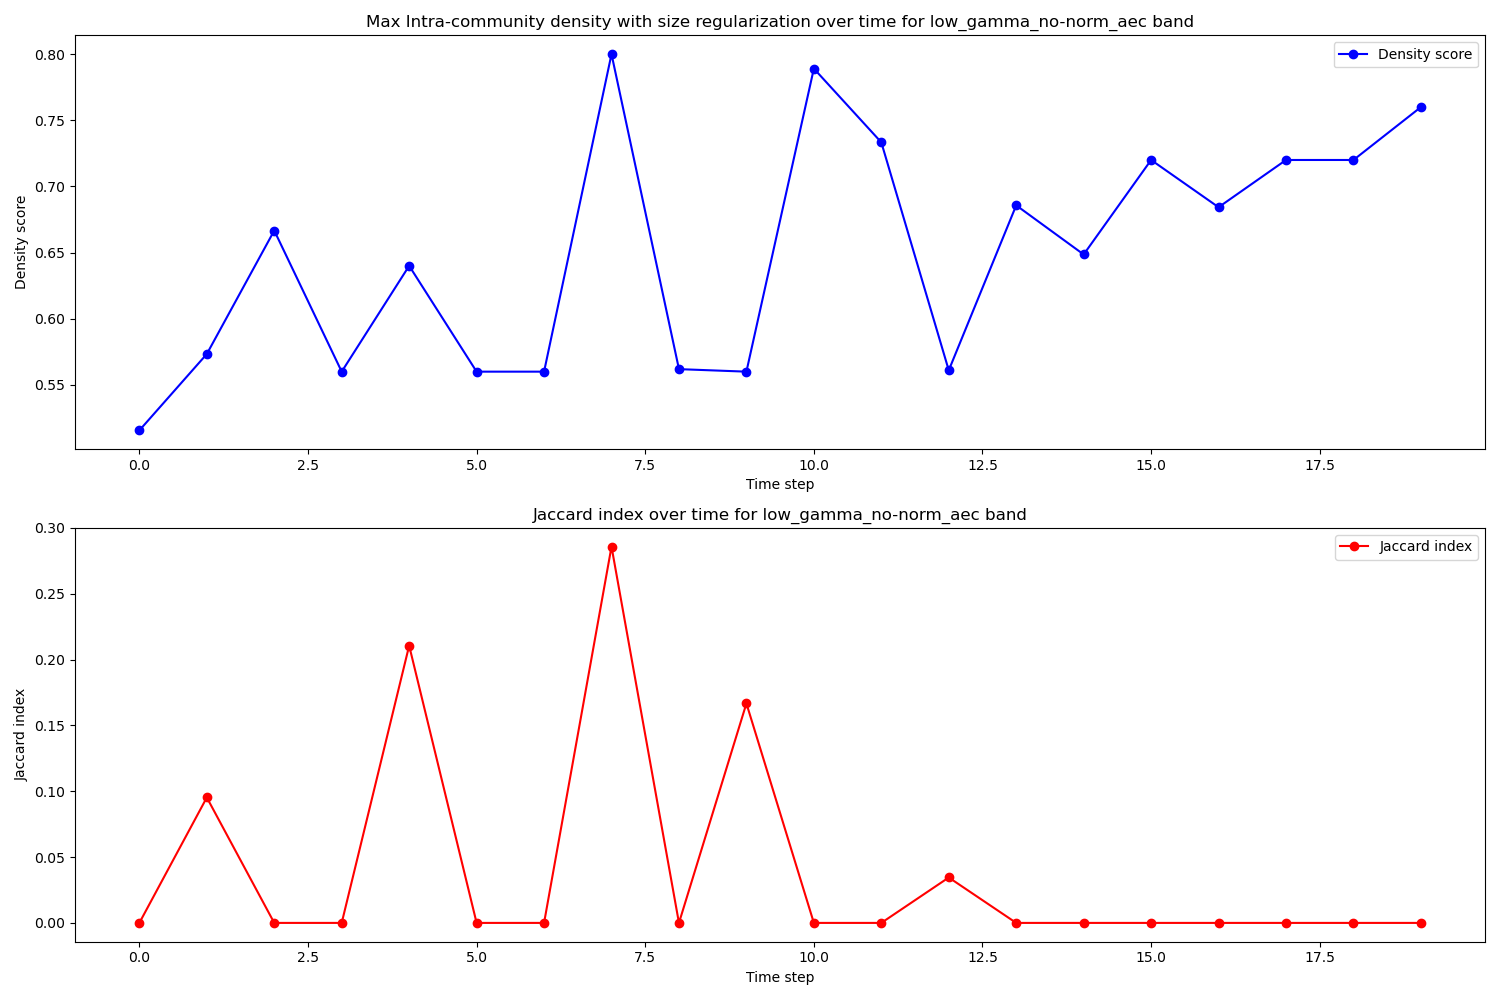 Max Intra-community density with size regularization over time for low_gamma_no-norm_aec band
Density score
0.80
0.75
0.70
0.65
0.60
0.55
Density score
0.0 2.5 5.0 7.5 10.0 12.5 15.0 17.5
Time step
Jaccard index over time for low_gamma_no-norm_aec band
Jaccard index
0.30
0.25
0.20
0.15
0.10
0.05
0.00
Jaccard index
0.0 2.5 5.0 7.5 10.0 12.5 15.0 17.5
Time step